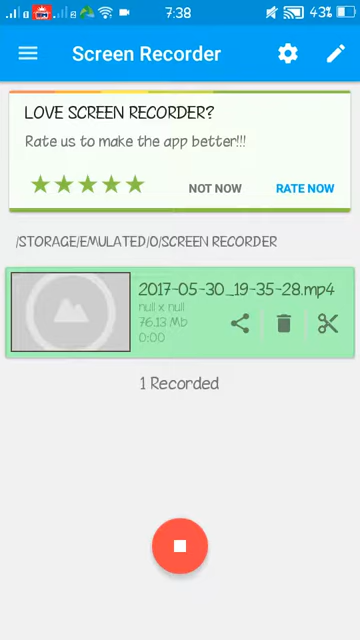 7:38
43%
Screen Recorder
LOVE SCREEN RECORDER?
Rate us to make the app better!!!
NOT NOW
RATE NOW
/STORAGE/EMULATED/0/SCREEN RECORDER
2017-05-30_19-35-28.mp4
null x null
76.13 Mb
0:00
1 Recorded